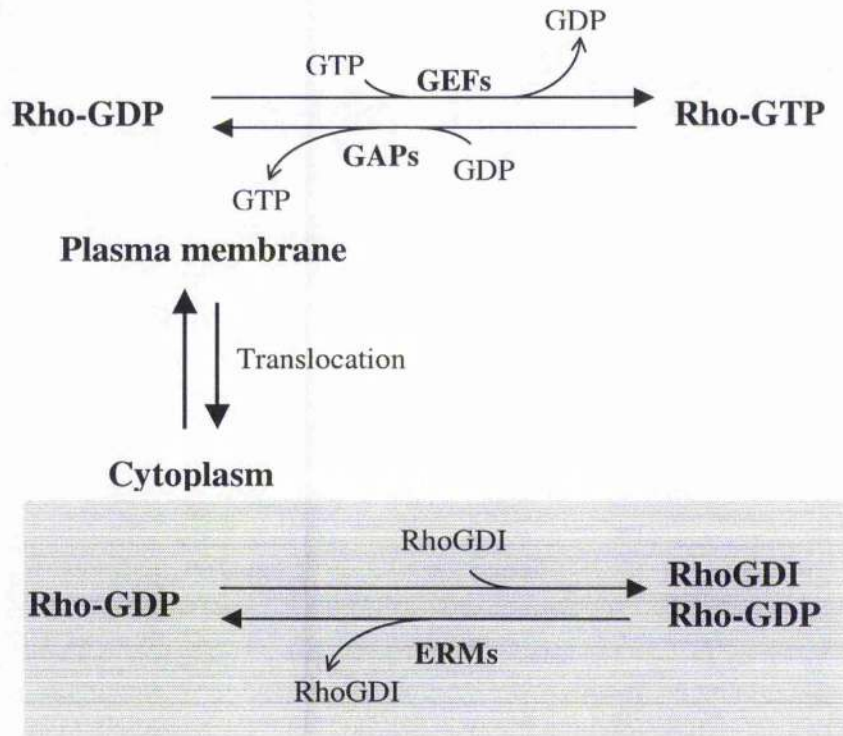 GDP
GTP
GEFs
Rho-GDP
Rho-GTP
GAPs
GDP
GTP
Plasma membrane
Translocation
Cytoplasm
RhoGDI
RhoGDI
Rho-GDP
Rho-GDP
ERMs
RhoGDI